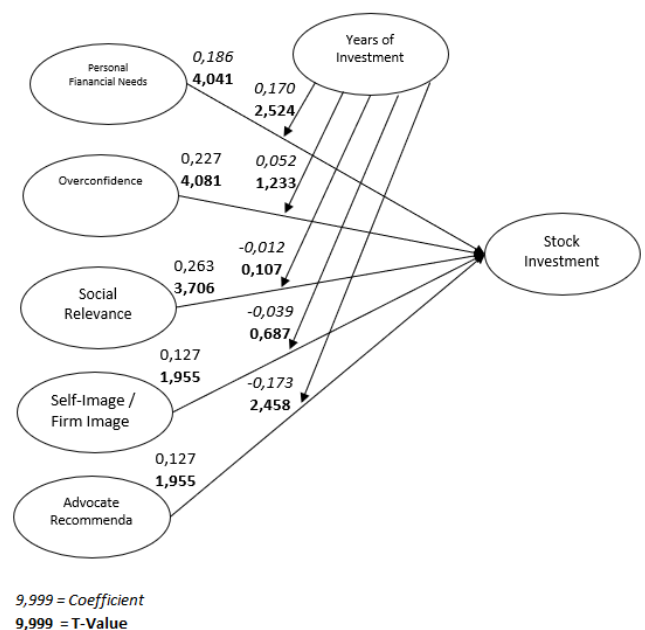 Years of
Investment
Personal
Fianancial Needs
0,186
4,041
0,170
2,524
Overconfidence
0,227
4,081
0,052
1,233
Stock
Investment
Social
Relevance
0,263
3,706
-0,012
0,107
Self-Image /
Firm Image
0,127
1,955
-0,039
0,687
Advocate
Recommenda
0,127
1,955
-0,173
2,458
9,999 = Coefficient
9,999 = T-Value